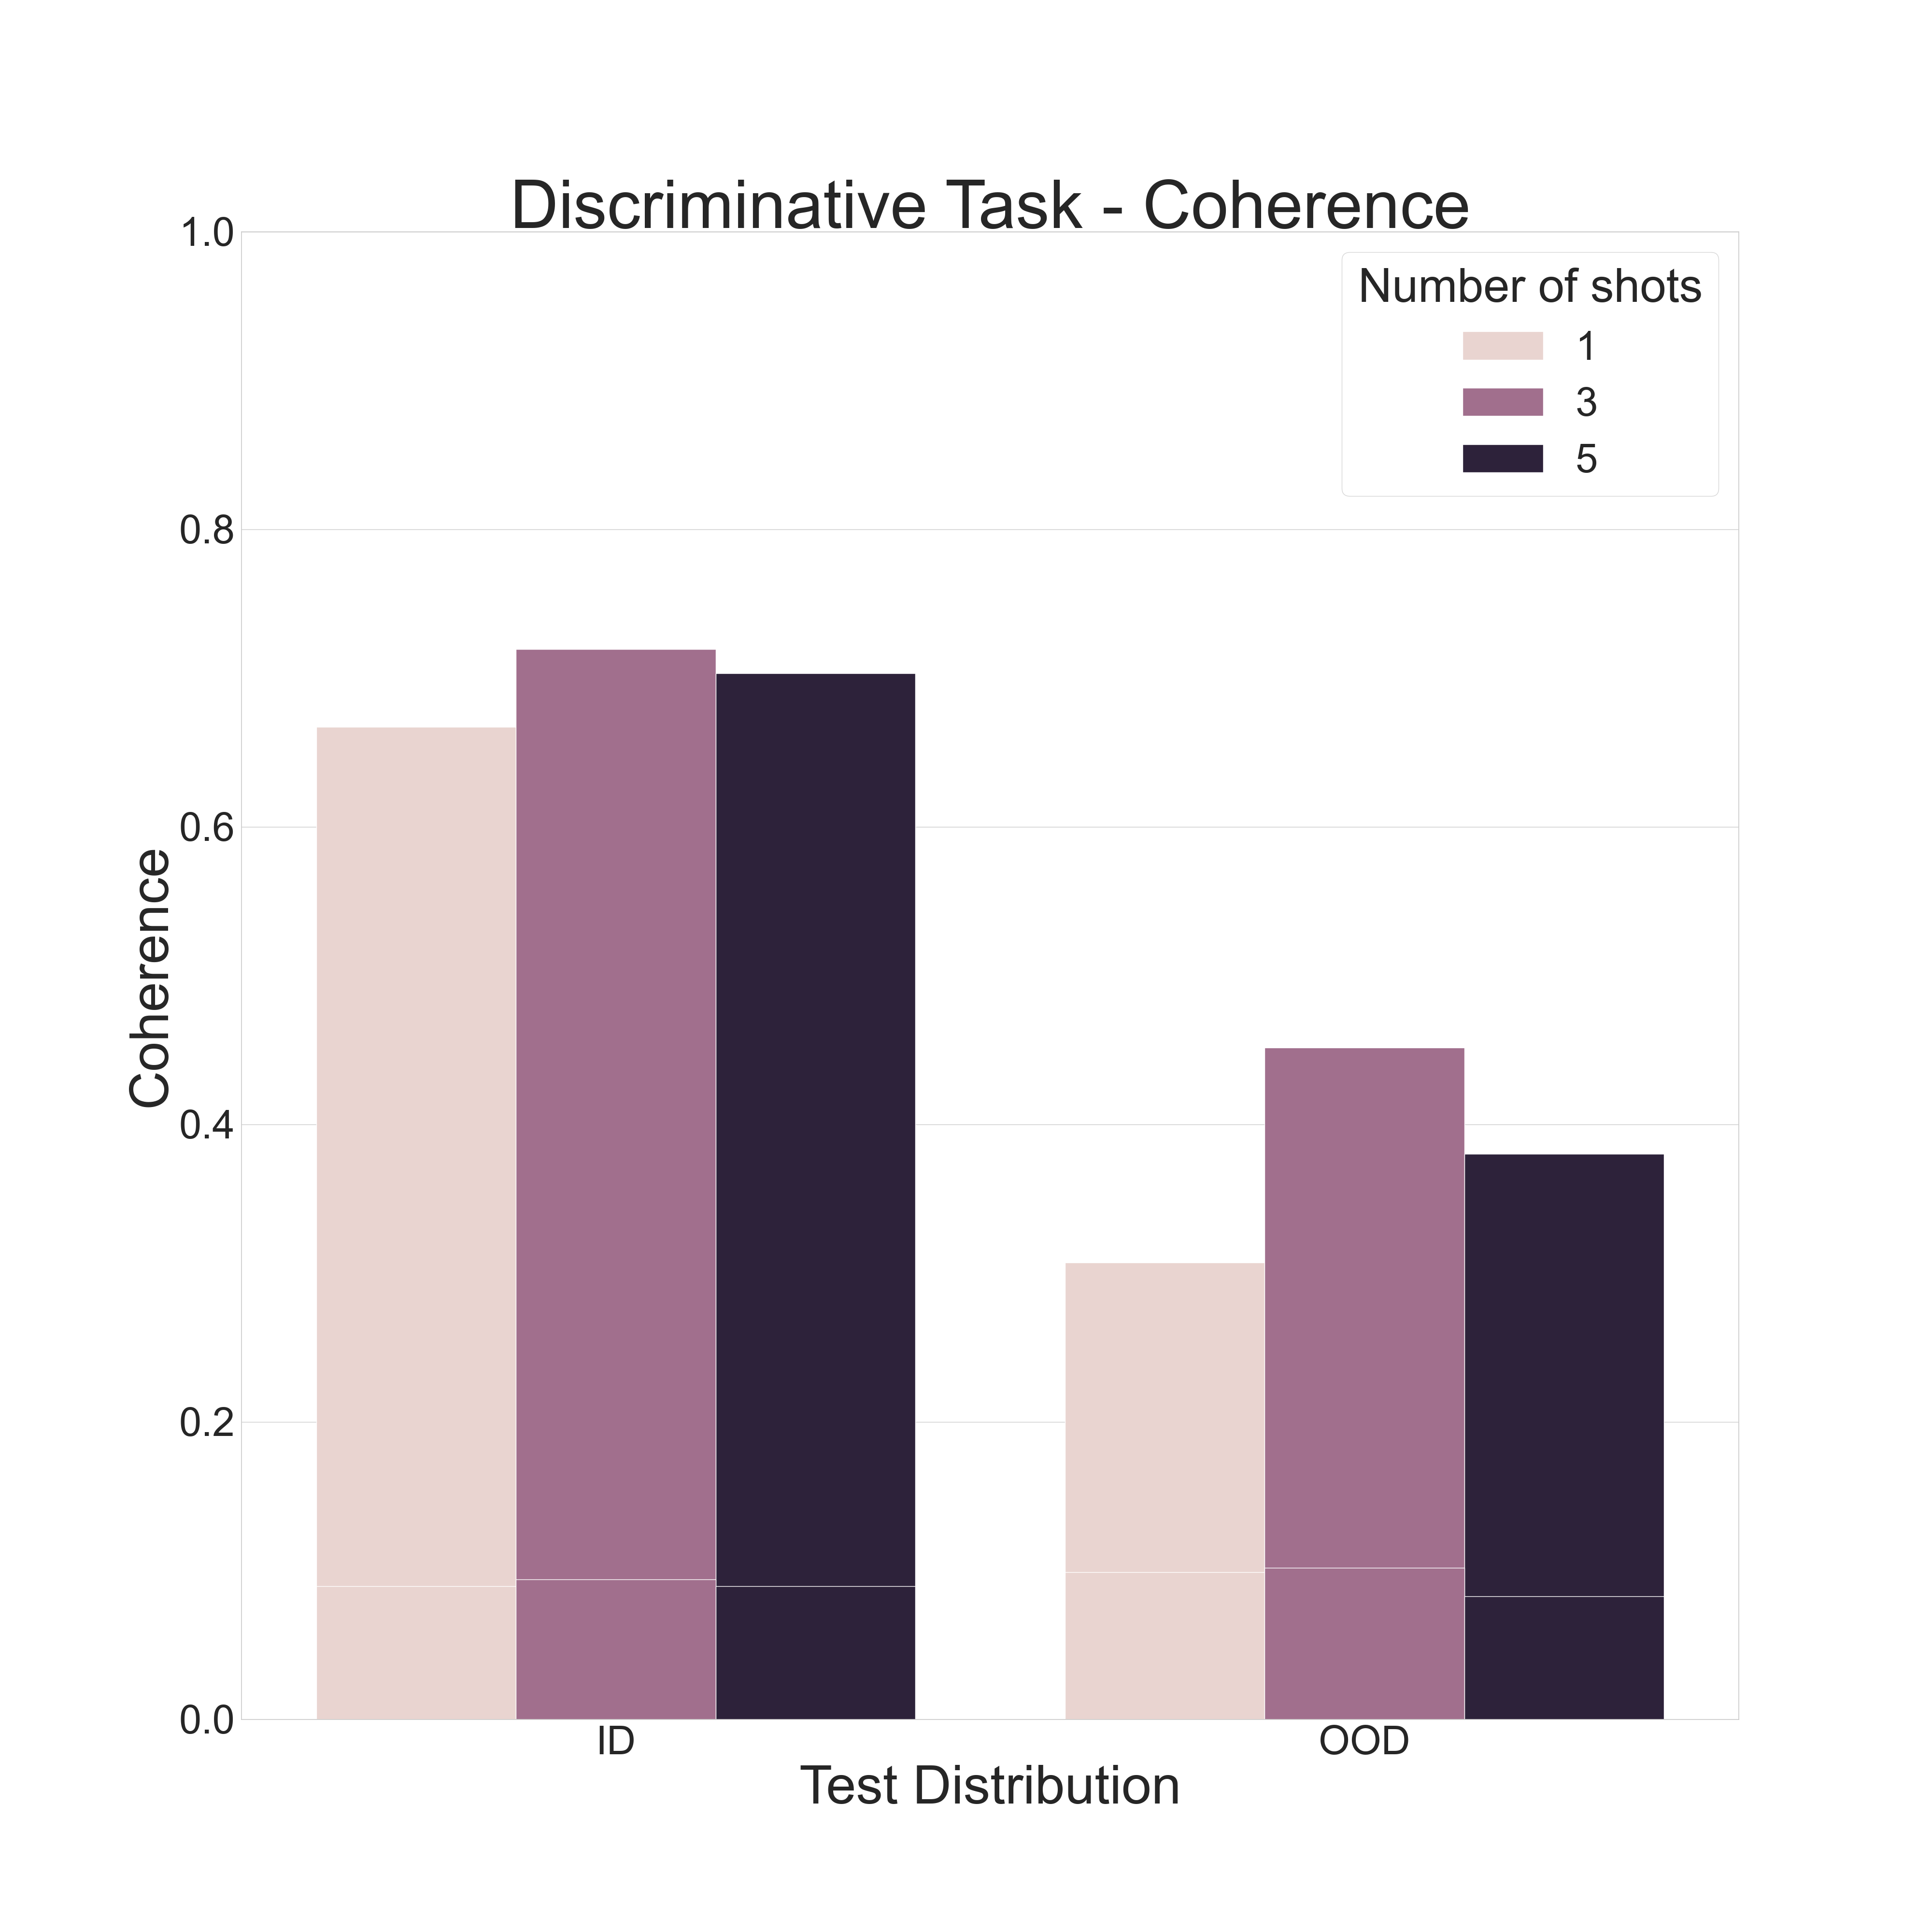 Discriminative Task - Coherence
1.0
0.8
0.6
0.4
0.2
0.0
Coherence
Number of shots
1
3
5
ID
OOD
Test Distribution